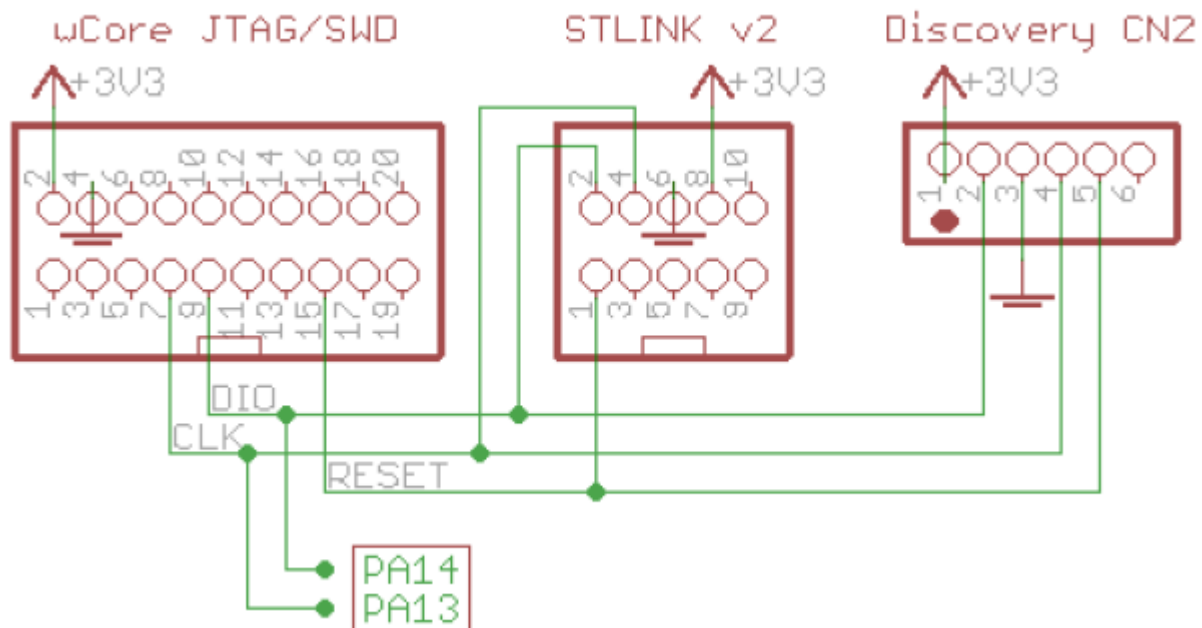 wCore JTAG/SWD
STLINK v2
Discovery CN2
+3V3
+3V3
+3V3
2 4 6 8 10 12 14 16 18 20
1 3 5 7 9 11 13 15 17 19
2 4 6 8 10
1 3 5 7 9
1 2 3 4 5 6
DIO
CLK
RESET
PA14
PA13